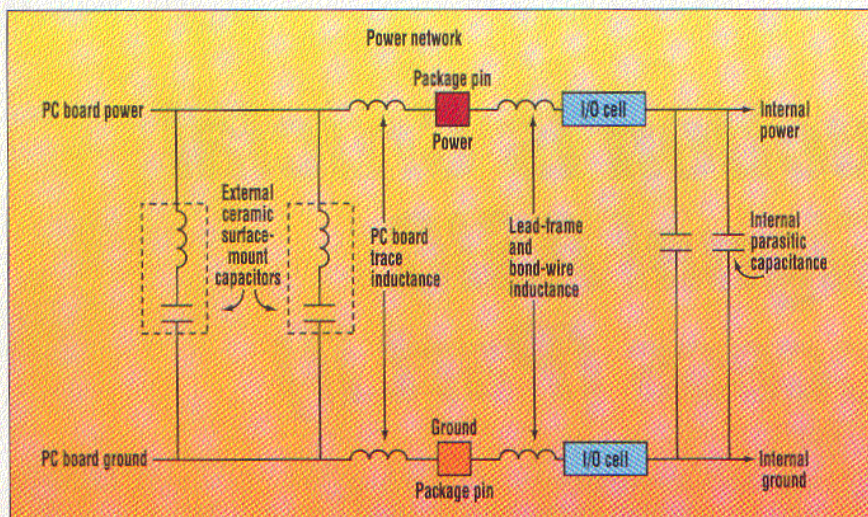 Power network
Package pin
PC board power
I/O cell
Internal
power
Power
External
ceramic
surface-
mount
capacitors
PC board
trace
inductance
Lead-frame
and
bond-wire
inductance
Internal
parasitic
capacitance
Ground
PC board ground
I/O cell
Internal
ground
Package pin